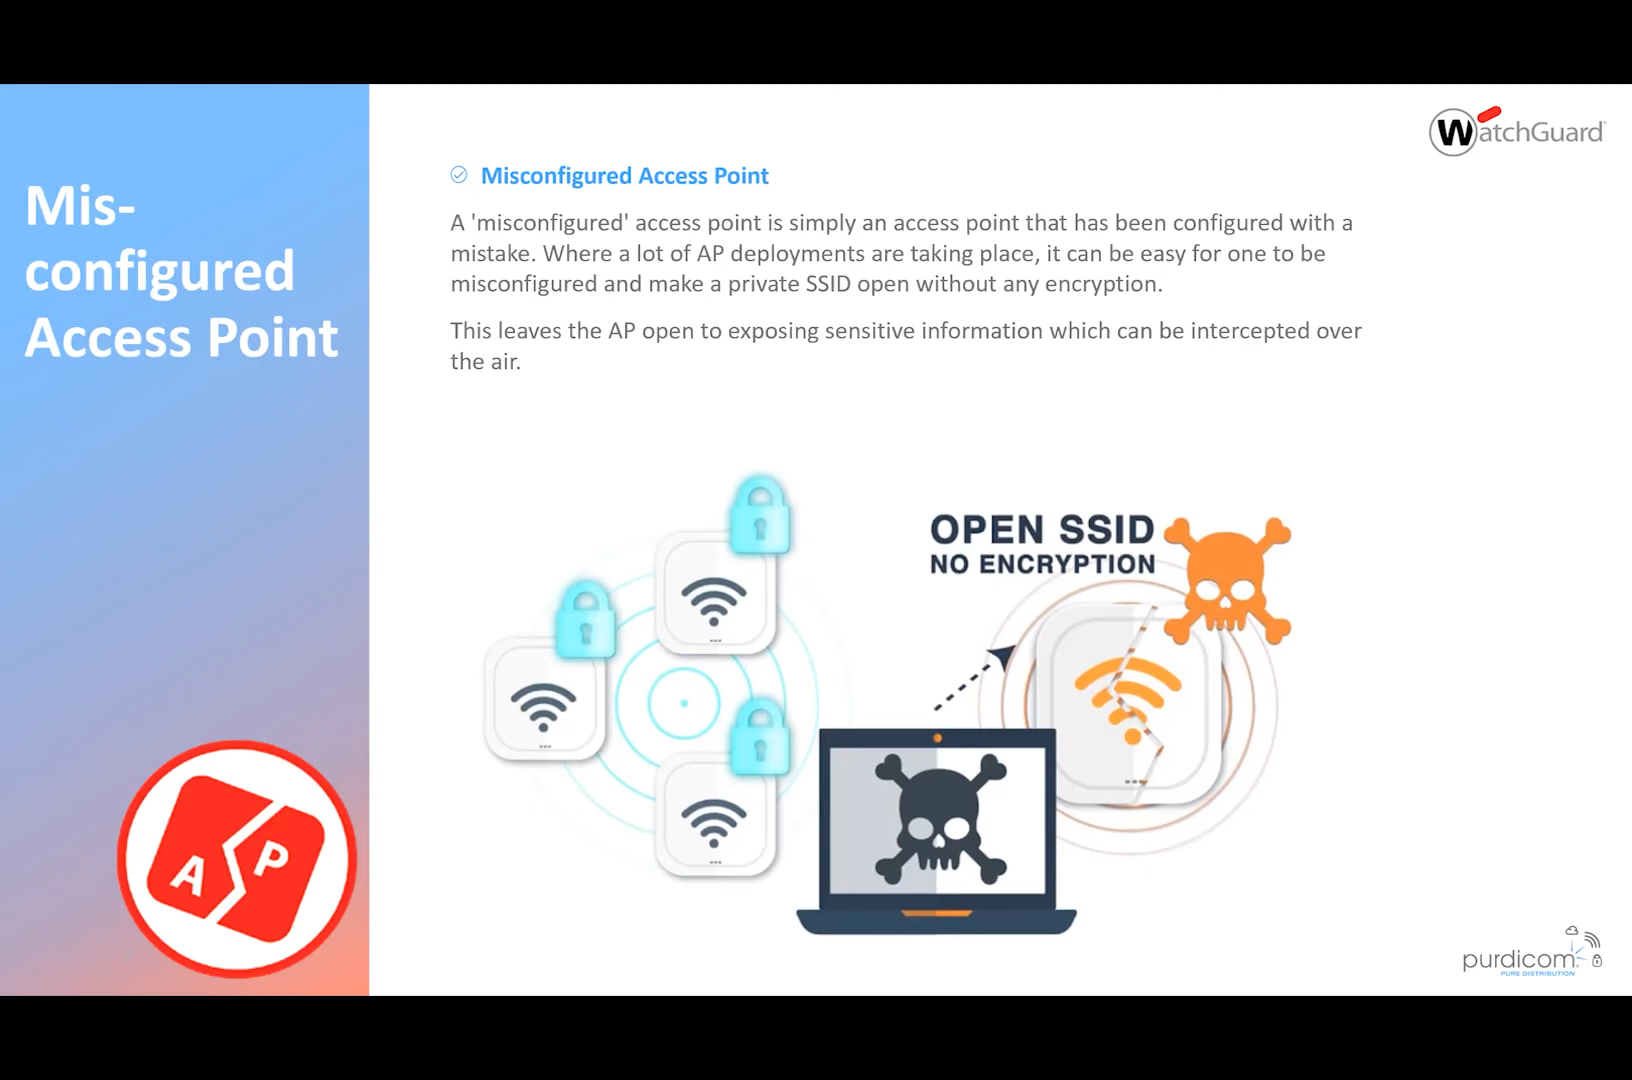 Mis-
configured
Access Point
WatchGuard
Misconfigured Access Point
A 'misconfigured' access point is simply an access point that has been configured with a
mistake. Where a lot of AP deployments are taking place, it can be easy for one to be
misconfigured and make a private SSID open without any encryption.
This leaves the AP open to exposing sensitive information which can be intercepted over
the air.
OPEN SSID
NO ENCRYPTION
A P
purdicom
PURE DISTRIBUTION